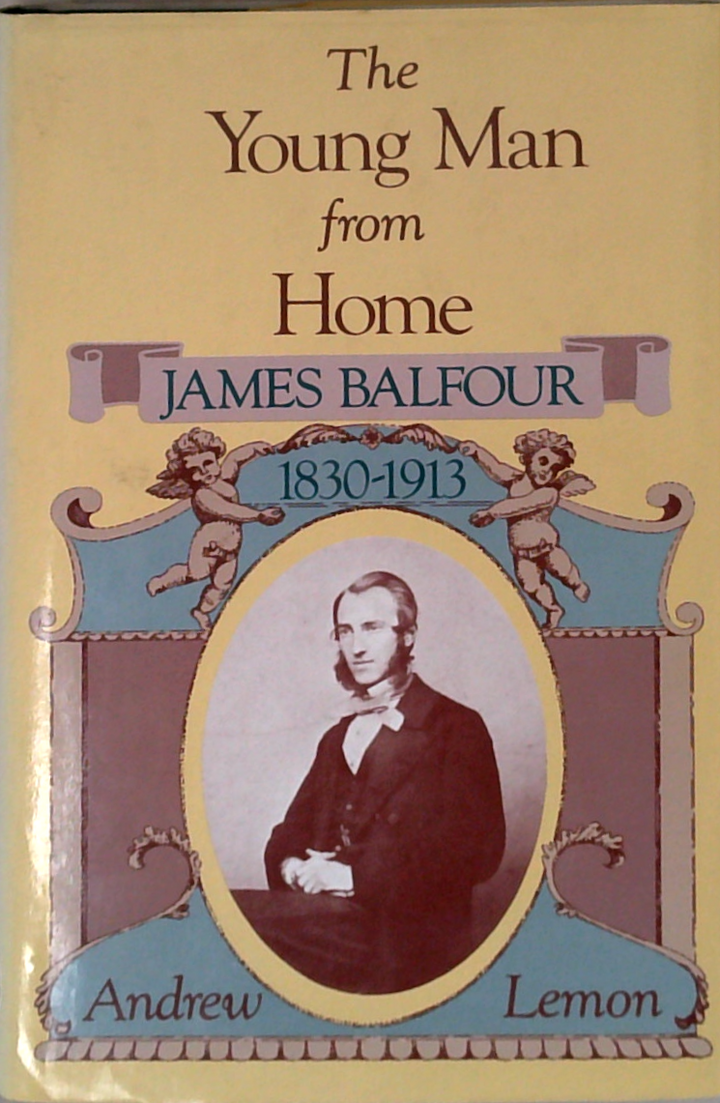 The
Young Man
from
Home
JAMES BALFOUR
1830-1913
Andrew Lemon